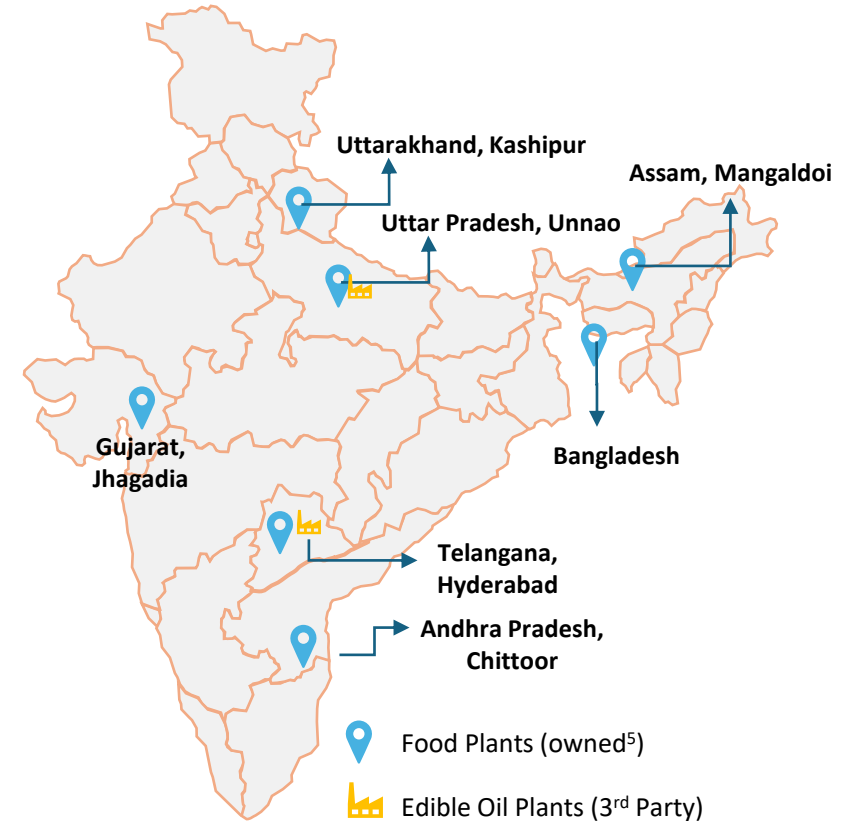 Uttarakhand, Kashipur
Assam, Mangaldoi
Uttar Pradesh, Unnao
Gujarat,
Jhagadia
Bangladesh
Telangana,
Hyderabad
Andhra Pradesh,
Chittoor
Food Plants (owned⁵)
Edible Oil Plants (3ʳᵈ Party)